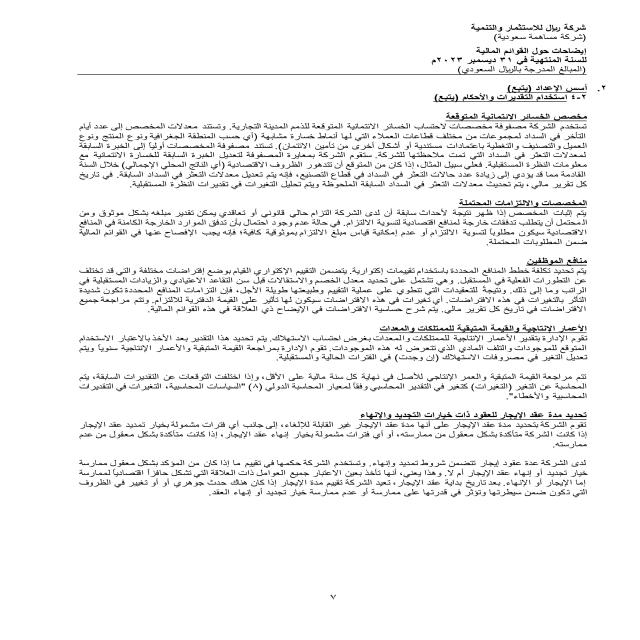 شركة ريال للاستثمار والتنمية
(شركة مساهمة سعودية)
إيضاحات حول القوائم المالية
للسنة المنتهية في ٣١ ديسمبر ٢٠٢٣م
(المبالغ المدرجة بالريال السعودي)
٢. أسس الإعداد (يتبع)
٢-٤ استخدام التقديرات والأحكام (يتبع)
مخصص الخسائر الائتمانية المتوقعة
تستخدم الشركة مصفوفة مخصصات لاحتساب الخسائر الائتمانية المتوقعة للذمم المدينة التجارية. وتستند معدلات المخصص إلى عدد أيام
التأخر في السداد لمجموعات من مختلف قطاعات العملاء التي لها أنماط خسارة متشابهة (أي حسب المنطقة الجغرافية ونوع المنتج ونوع
العميل والتصنيف والتغطية باعتمادات مستندية أو أشكال أخرى من تأمين الائتمان). تستند مصفوفة المخصصات أوليًا إلى الخبرة السابقة
لمعدلات التعثر في السداد التي تمت ملاحظتها للشركة. ستقوم الشركة بمعايرة المصفوفة لتعديل الخبرة السابقة للخسارة الائتمانية مع
معلومات النظرة المستقبلية. فعلى سبيل المثال، إذا كان من المتوقع أن تتدهور الظروف الاقتصادية (أي الناتج المحلي الإجمالي) خلال السنة
القادمة مما قد يؤدي إلى زيادة عدد حالات التعثر في السداد في قطاع التصنيع، فإنه يتم تعديل معدلات التعثر في السداد السابقة. في تاريخ
كل تقرير مالي، يتم تحديث معدلات التعثر في السداد السابقة الملحوظة ويتم تحليل التغيرات في تقديرات النظرة المستقبلية.
المخصصات والالتزامات المحتملة
يتم إثبات المخصص إذا ظهر نتيجة لأحداث سابقة أن لدى الشركة التزام حالي قانوني أو تعاقدي يمكن تقدير مبلغه بشكل موثوق ومن
المحتمل أن يتطلب تدفقات خارجة لمنافع اقتصادية لتسوية الالتزام. في حالة عدم وجود احتمال بأن تدفق الموارد الخارجة الكامنة في المنافع
الاقتصادية سيكون مطلوباً لتسوية الالتزام أو عدم إمكانية قياس مبلغ الالتزام بموثوقية كافية؛ فإنه يجب الإفصاح عنها في القوائم المالية
ضمن المطلوبات المحتملة.
منافع الموظفين
يتم تحديد تكلفة خطط المنافع المحددة باستخدام تقييمات إكتوارية. يتضمن التقييم الإكتواري القيام بوضع إفتراضات مختلفة والتي قد تختلف
عن التطورات الفعلية في المستقبل. وهي تشتمل على تحديد معدل الخصم والاستقالات قبل سن التقاعد الاعتيادي والزيادات المستقبلية في
الراتب وما إلى ذلك. ونتيجة للتعقيدات التي تنطوي على عملية التقييم وطبيعتها طويلة الأجل، فإن التزامات المنافع المحددة تكون شديدة
التأثر بالتغيرات في هذه الافتراضات. أي تغيرات في هذه الافتراضات سيكون لها تأثير على القيمة الدفترية للالتزام. وتتم مراجعة جميع
الافتراضات في تاريخ كل تقرير مالي. يتم شرح حساسية الافتراضات في الإيضاح ذي العلاقة في هذه القوائم المالية.
الأعمار الإنتاجية والقيمة المتبقية للممتلكات والمعدات
تقوم الإدارة بتقدير الأعمار الإنتاجية للممتلكات والمعدات بغرض احتساب الاستهلاك. يتم تحديد هذا التقدير بعد الأخذ بالاعتبار الاستخدام
المتوقع للموجودات والتلف المادي الذي تتعرض له هذه الموجودات. تقوم الإدارة بمراجعة القيمة المتبقية والأعمار الإنتاجية سنوياً ويتم
تعديل التغير في مصروفات الاستهلاك (إن وجدت) في الفترات الحالية والمستقبلية.
تتم مراجعة القيمة المتبقية والعمر الإنتاجي للأصل في نهاية كل سنة مالية على الأقل، وإذا اختلفت التوقعات عن التقديرات السابقة، يتم
المحاسبة عن التغير (التغيرات) كتغير في التقدير المحاسبي وفقاً لمعيار المحاسبة الدولي (٨) "السياسات المحاسبية، التغيرات في التقديرات
المحاسبية والأخطاء".
تحديد مدة عقد الإيجار للعقود ذات خيارات التجديد والإنهاء
تقوم الشركة بتحديد مدة عقد الإيجار على أنها مدة عقد الإيجار غير القابلة للإلغاء، إلى جانب أي فترات مشمولة بخيار تمديد عقد الإيجار
إذا كانت الشركة متأكدة بشكل معقول من ممارسته، أو أي فترات مشمولة بخيار إنهاء عقد الإيجار، إذا كانت متأكدة بشكل معقول من عدم
ممارسته.
لدى الشركة عدة عقود إيجار تتضمن شروط تمديد وإنهاء. وتستخدم الشركة حكمها في تقييم ما إذا كان من المؤكد بشكل معقول ممارسة
خيار تجديد أو إنهاء عقد الإيجار أم لا. وهذا يعني، أنها تأخذ بعين الاعتبار جميع العوامل ذات العلاقة التي تشكل حافزاً اقتصادياً لممارسة
إما الإيجار أو الإنهاء. بعد تاريخ بداية عقد الإيجار، تعيد الشركة تقييم مدة الإيجار إذا كان هناك حدث جوهري أو أو تغيير في الظروف
التي تكون ضمن سيطرتها وتؤثر في قدرتها على ممارسة أو عدم ممارسة خيار تجديد أو إنهاء العقد.
٧